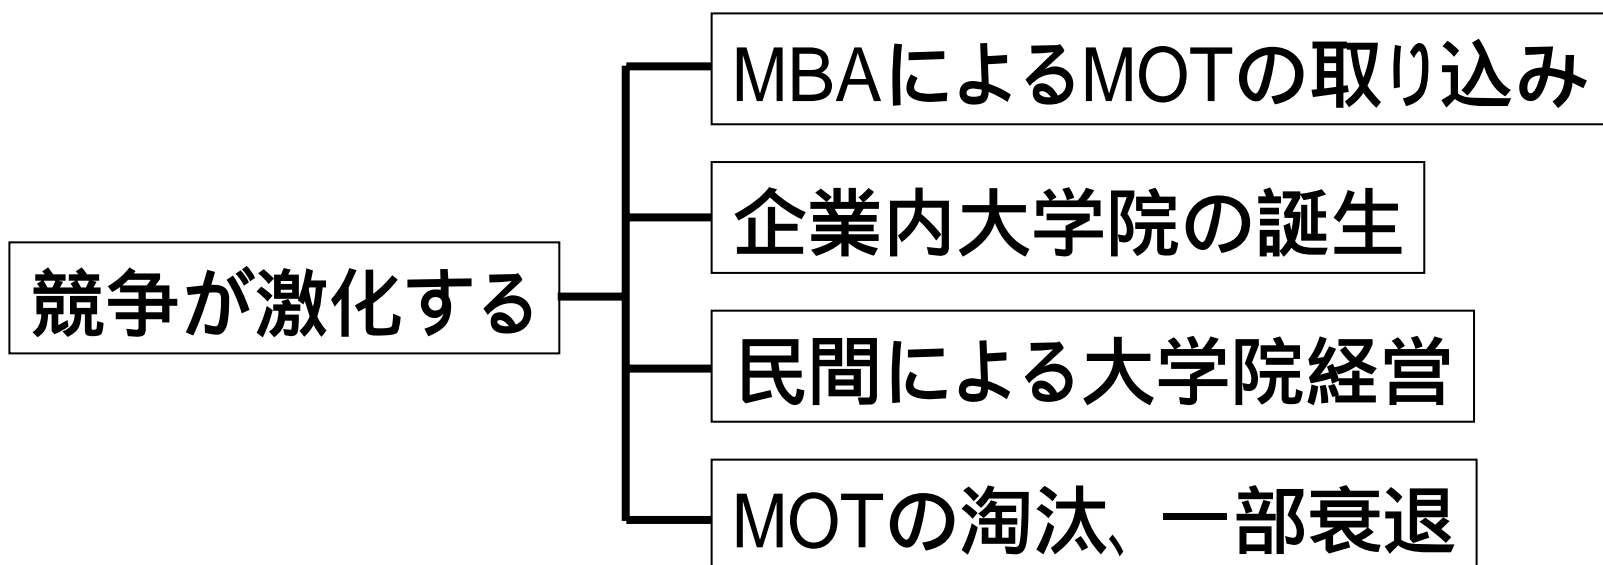 競争が激化する
MBAによるMOTの取り込み
企業内大学院の誕生
民間による大学院経営
MOTの淘汰、一部衰退